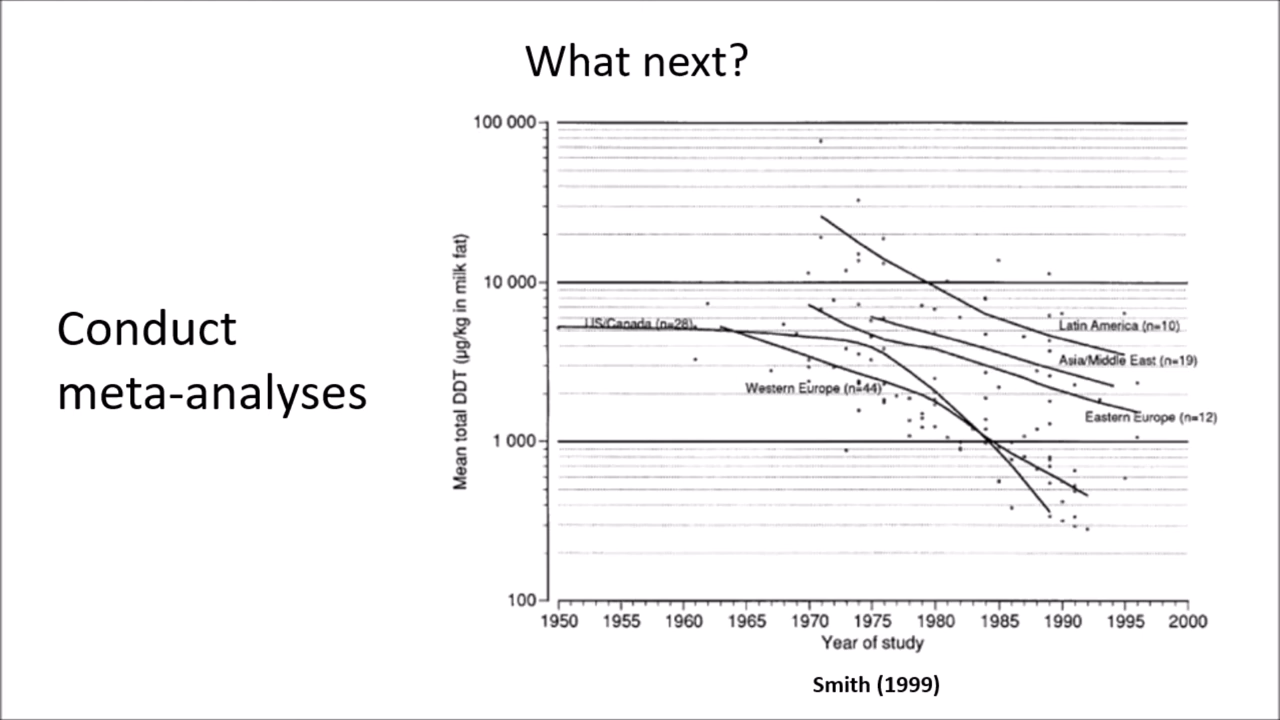 What next?
Conduct
meta-analyses
Mean total DDT (µg/kg in milk fat)
100 000
10 000
1 000
100
US/Canada (n=28)
Western Europe (n=44)
Latin America (n=10)
Asia/Middle East (n=19)
Eastern Europe (n=12)
1950 1955 1960 1965 1970 1975 1980 1985 1990 1995 2000
Year of study
Smith (1999)